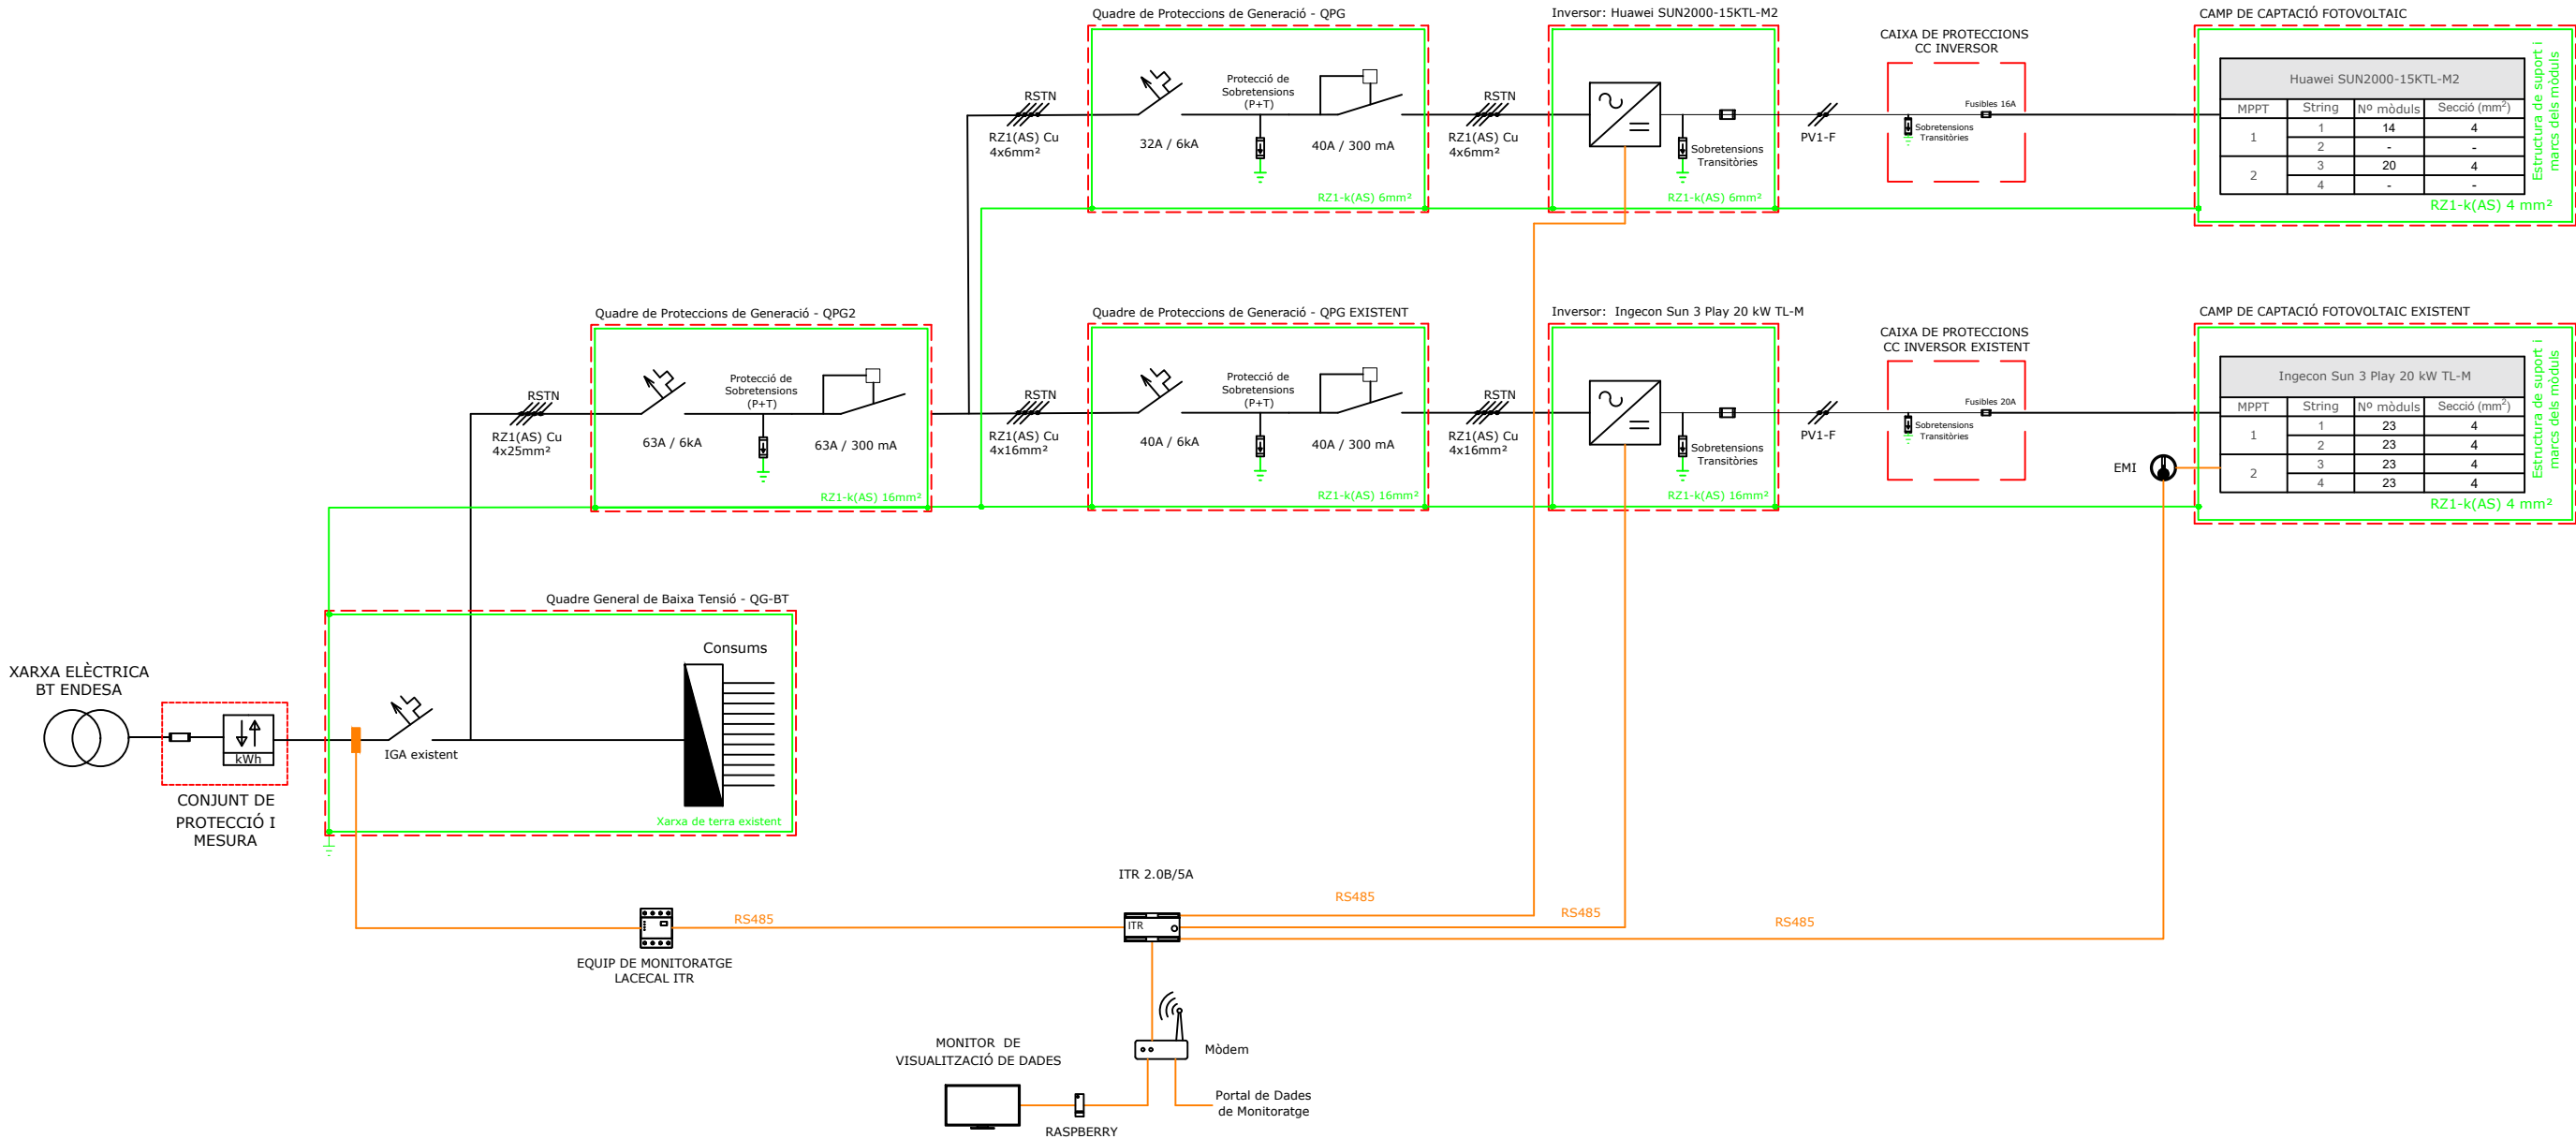 Quadre de Proteccions de Generació - QPG
Inversor: Huawei SUN2000-15KTL-M2
CAMP DE CAPTACIÓ FOTOVOLTAIC
CAIXA DE PROTECCIONS
CC INVERSOR
RSTN
RZ1(AS) Cu
4x6mm²
32A / 6kA
Protecció de
Sobretensions
(P+T)
40A / 300 mA
RZ1-k(AS) 6mm²
RSTN
RZ1(AS) Cu
4x6mm²
Sobretensions
Transitòries
RZ1-k(AS) 6mm²
PV1-F
Sobretensions
Transitòries
Fusibles 16A
Huawei SUN2000-15KTL-M2
MPPT String Nº mòduls Secció (mm²)
1 1 14 4
2 - -
2 3 20 4
4 - -
RZ1-k(AS) 4 mm²
Estructura de suport i
marcs dels mòduls
Quadre de Proteccions de Generació - QPG2
Quadre de Proteccions de Generació - QPG EXISTENT
Inversor: Ingecon Sun 3 Play 20 kW TL-M
CAMP DE CAPTACIÓ FOTOVOLTAIC EXISTENT
CAIXA DE PROTECCIONS
CC INVERSOR EXISTENT
RSTN
RZ1(AS) Cu
4x25mm²
63A / 6kA
Protecció de
Sobretensions
(P+T)
63A / 300 mA
RZ1-k(AS) 16mm²
RSTN
RZ1(AS) Cu
4x16mm²
40A / 6kA
Protecció de
Sobretensions
(P+T)
40A / 300 mA
RZ1-k(AS) 16mm²
RSTN
RZ1(AS) Cu
4x16mm²
Sobretensions
Transitòries
RZ1-k(AS) 16mm²
PV1-F
Sobretensions
Transitòries
Fusibles 20A
EMI
Ingecon Sun 3 Play 20 kW TL-M
MPPT String Nº mòduls Secció (mm²)
1 1 23 4
2 23 4
2 3 23 4
4 23 4
RZ1-k(AS) 4 mm²
Estructura de suport i
marcs dels mòduls
Quadre General de Baixa Tensió - QG-BT
Consums
XARXA ELÈCTRICA
BT ENDESA
kWh
IGA existent
CONJUNT DE
PROTECCIÓ I
MESURA
Xarxa de terra existent
ITR 2.0B/5A
RS485
RS485
RS485
RS485
ITR
EQUIP DE MONITORATGE
LACECAL ITR
MONITOR DE
VISUALITZACIÓ DE DADES
Mòdem
Portal de Dades
de Monitoratge
RASPBERRY